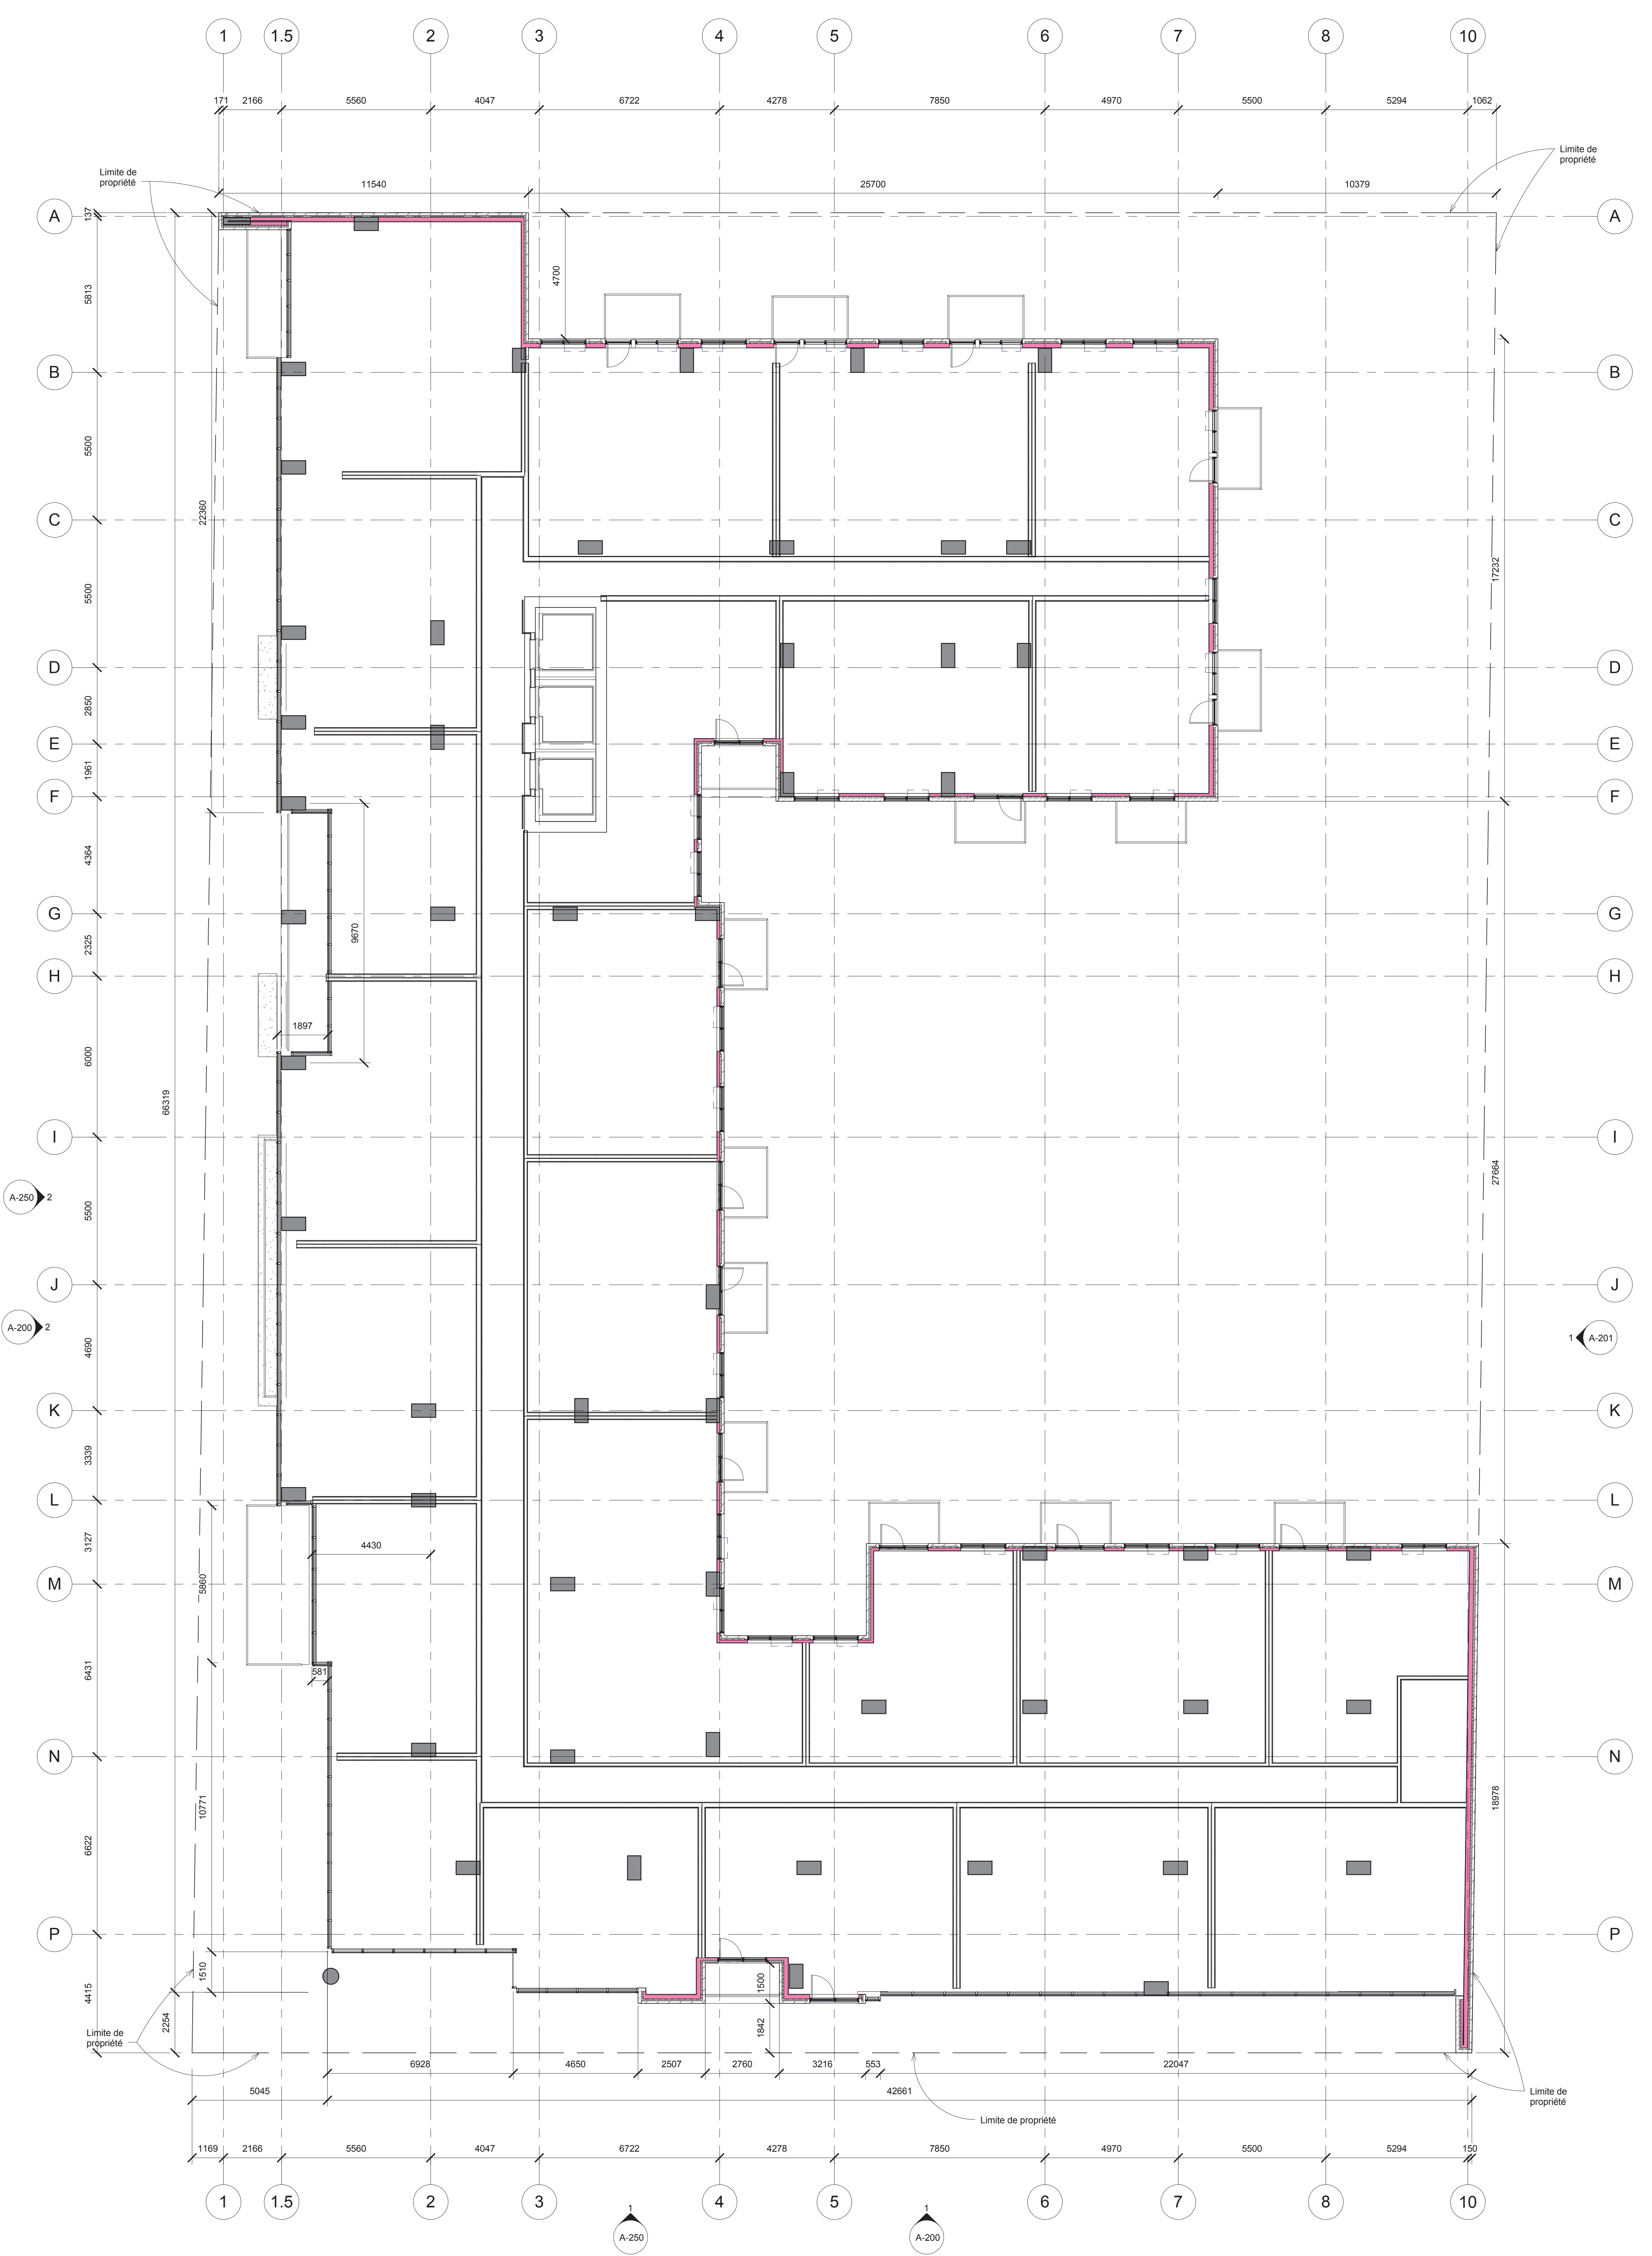 1 1.5 2 3 4 5 6 7 8 10
171 2166 5560 4047 6722 4278 7850 4970 5500 5294 1062
Limite de
propriété
Limite de
propriété
11540 25700 10379
A 137 A
5813
4700
B B
5500
22360
C C
17232
5500
D D
2850
E E
1961
F F
4364
G G
9670
2325
H H
1897
6000
66319
I I
27664
A-250 2
5500
J J
A-200 2
1 A-201
4690
K K
3339
L L
3127
4430
5860
M M
581
6431
N N
10771
18978
6622
P P
1510
1500
4415
2254
1842
Limite de
propriété
6928 4650 2507 2760 3216 553 22047
5045 42661
Limite de
propriété
Limite de propriété
1169 2166 5560 4047 6722 4278 7850 4970 5500 5294 150
1 1.5 2 3 4 5 6 7 8 10
1 1
A-250 A-200